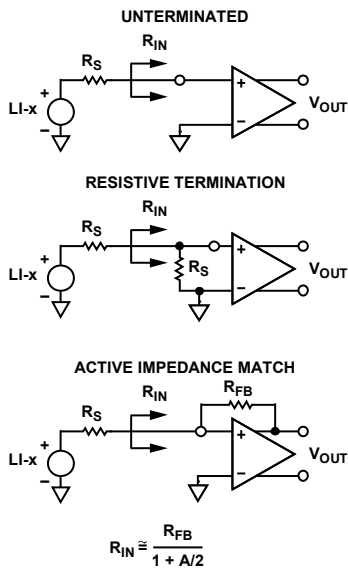 UNTERMINATED
R_IN
R_S
LI-x
+
−
+
−
V_OUT
RESISTIVE TERMINATION
R_IN
R_S
LI-x
+
−
R_S
+
−
V_OUT
ACTIVE IMPEDANCE MATCH
R_IN
R_FB
R_S
LI-x
+
−
+
−
V_OUT
R_IN ≅ R_FB / 1 + A/2